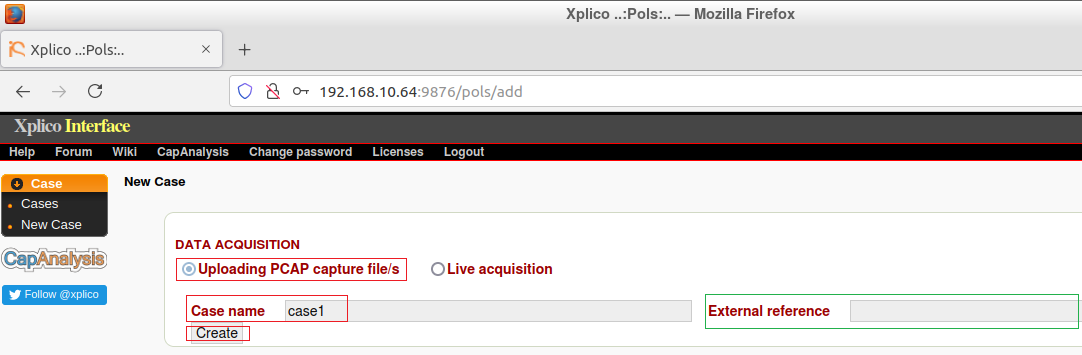 Xplico ..:Pols:.. — Mozilla Firefox
Xplico ..:Pols:..
192.168.10.64:9876/pols/add
Xplico Interface
Help Forum Wiki CapAnalysis Change password Licenses Logout
Case
Cases
New Case
CapAnalysis
Follow @xplico
New Case
DATA ACQUISITION
Uploading PCAP capture file/s Live acquisition
Case name case1 External reference
Create